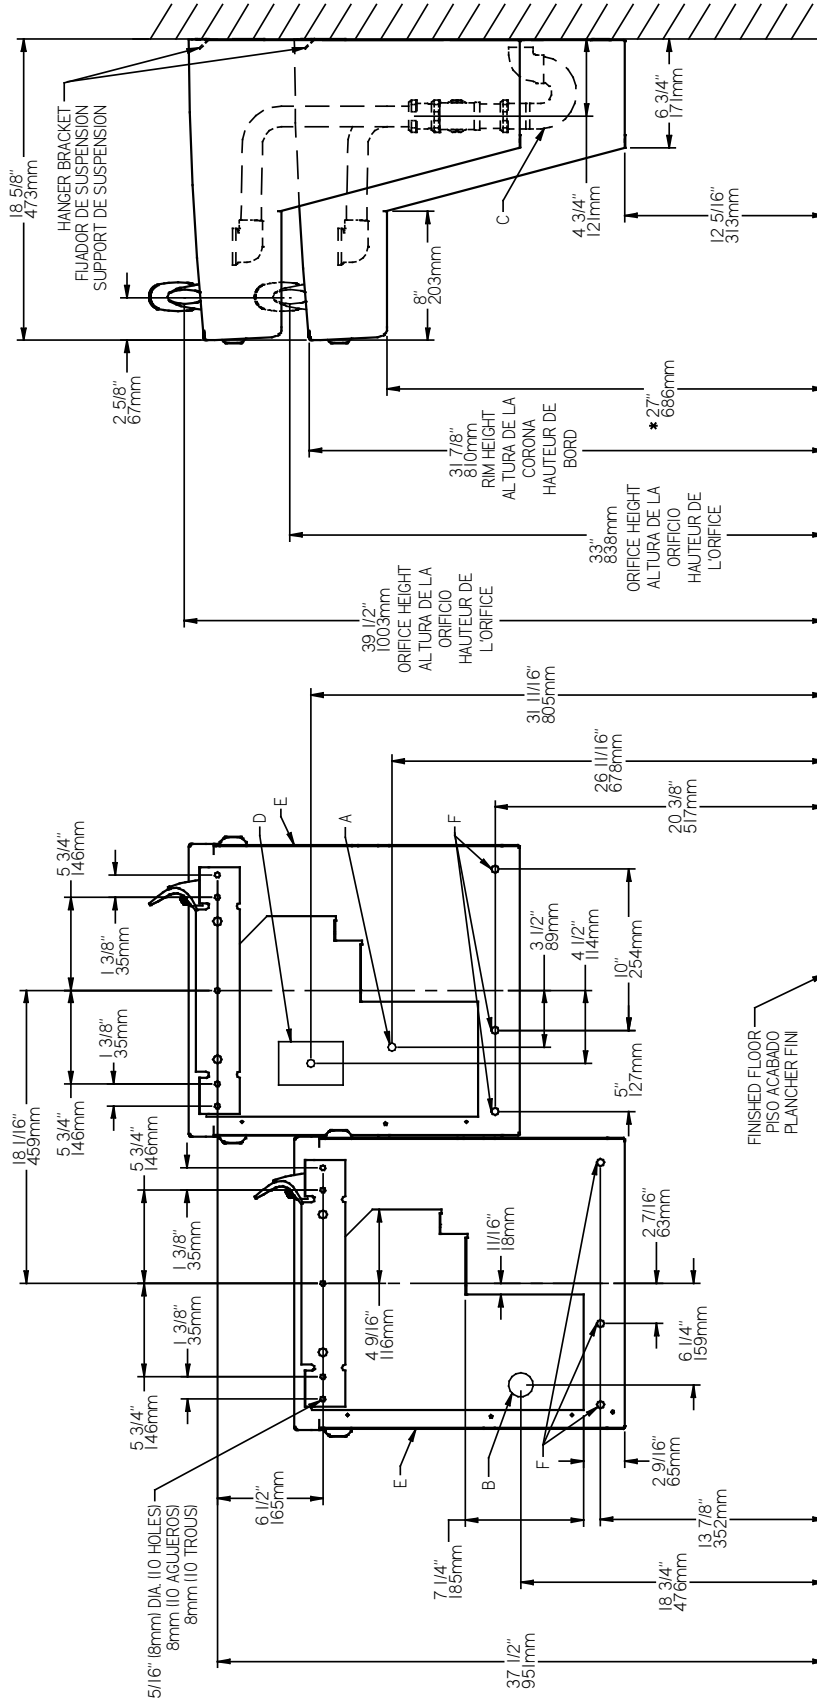 18 5/8"
473mm
HANGER BRACKET
FIJADOR DE SUSPENSION
SUPPORT DE SUSPENSION
2 5/8"
67mm
C
6 3/4"
171mm
4 3/4"
121mm
12 5/16"
313mm
8"
203mm
* 27"
686mm
31 7/8"
810mm
RIM HEIGHT
ALTURA DE LA
CORONA
HAUTEUR DE
BORD
33"
838mm
ORIFICE HEIGHT
ALTURA DE LA
ORIFICIO
HAUTEUR DE
L'ORIFICE
39 1/2"
1003mm
ORIFICE HEIGHT
ALTURA DE LA
ORIFICIO
HAUTEUR DE
L'ORIFICE
31 11/16"
805mm
26 11/16"
678mm
20 3/8"
517mm
5 3/4"
146mm
1 3/8"
35mm
D
E
A
F
3 1/2"
89mm
4 1/2"
114mm
10"
254mm
5"
127mm
1 3/8"
35mm
5 3/4"
146mm
18 1/16"
459mm
FINISHED FLOOR
PISO ACABADO
PLANCHER FINI
5 3/4"
146mm
1 3/8"
35mm
1 3/8"
35mm
5 3/4"
146mm
4 9/16"
116mm
11/16"
18mm
2 7/16"
63mm
6 1/4"
159mm
5/16" (8mm) DIA. (10 HOLES)
8mm (10 AGUJEROS)
8mm (10 TROUS)
6 1/2"
165mm
E
B
F
2 9/16"
65mm
7 1/4"
185mm
13 7/8"
352mm
18 3/4"
476mm
37 1/2"
951mm